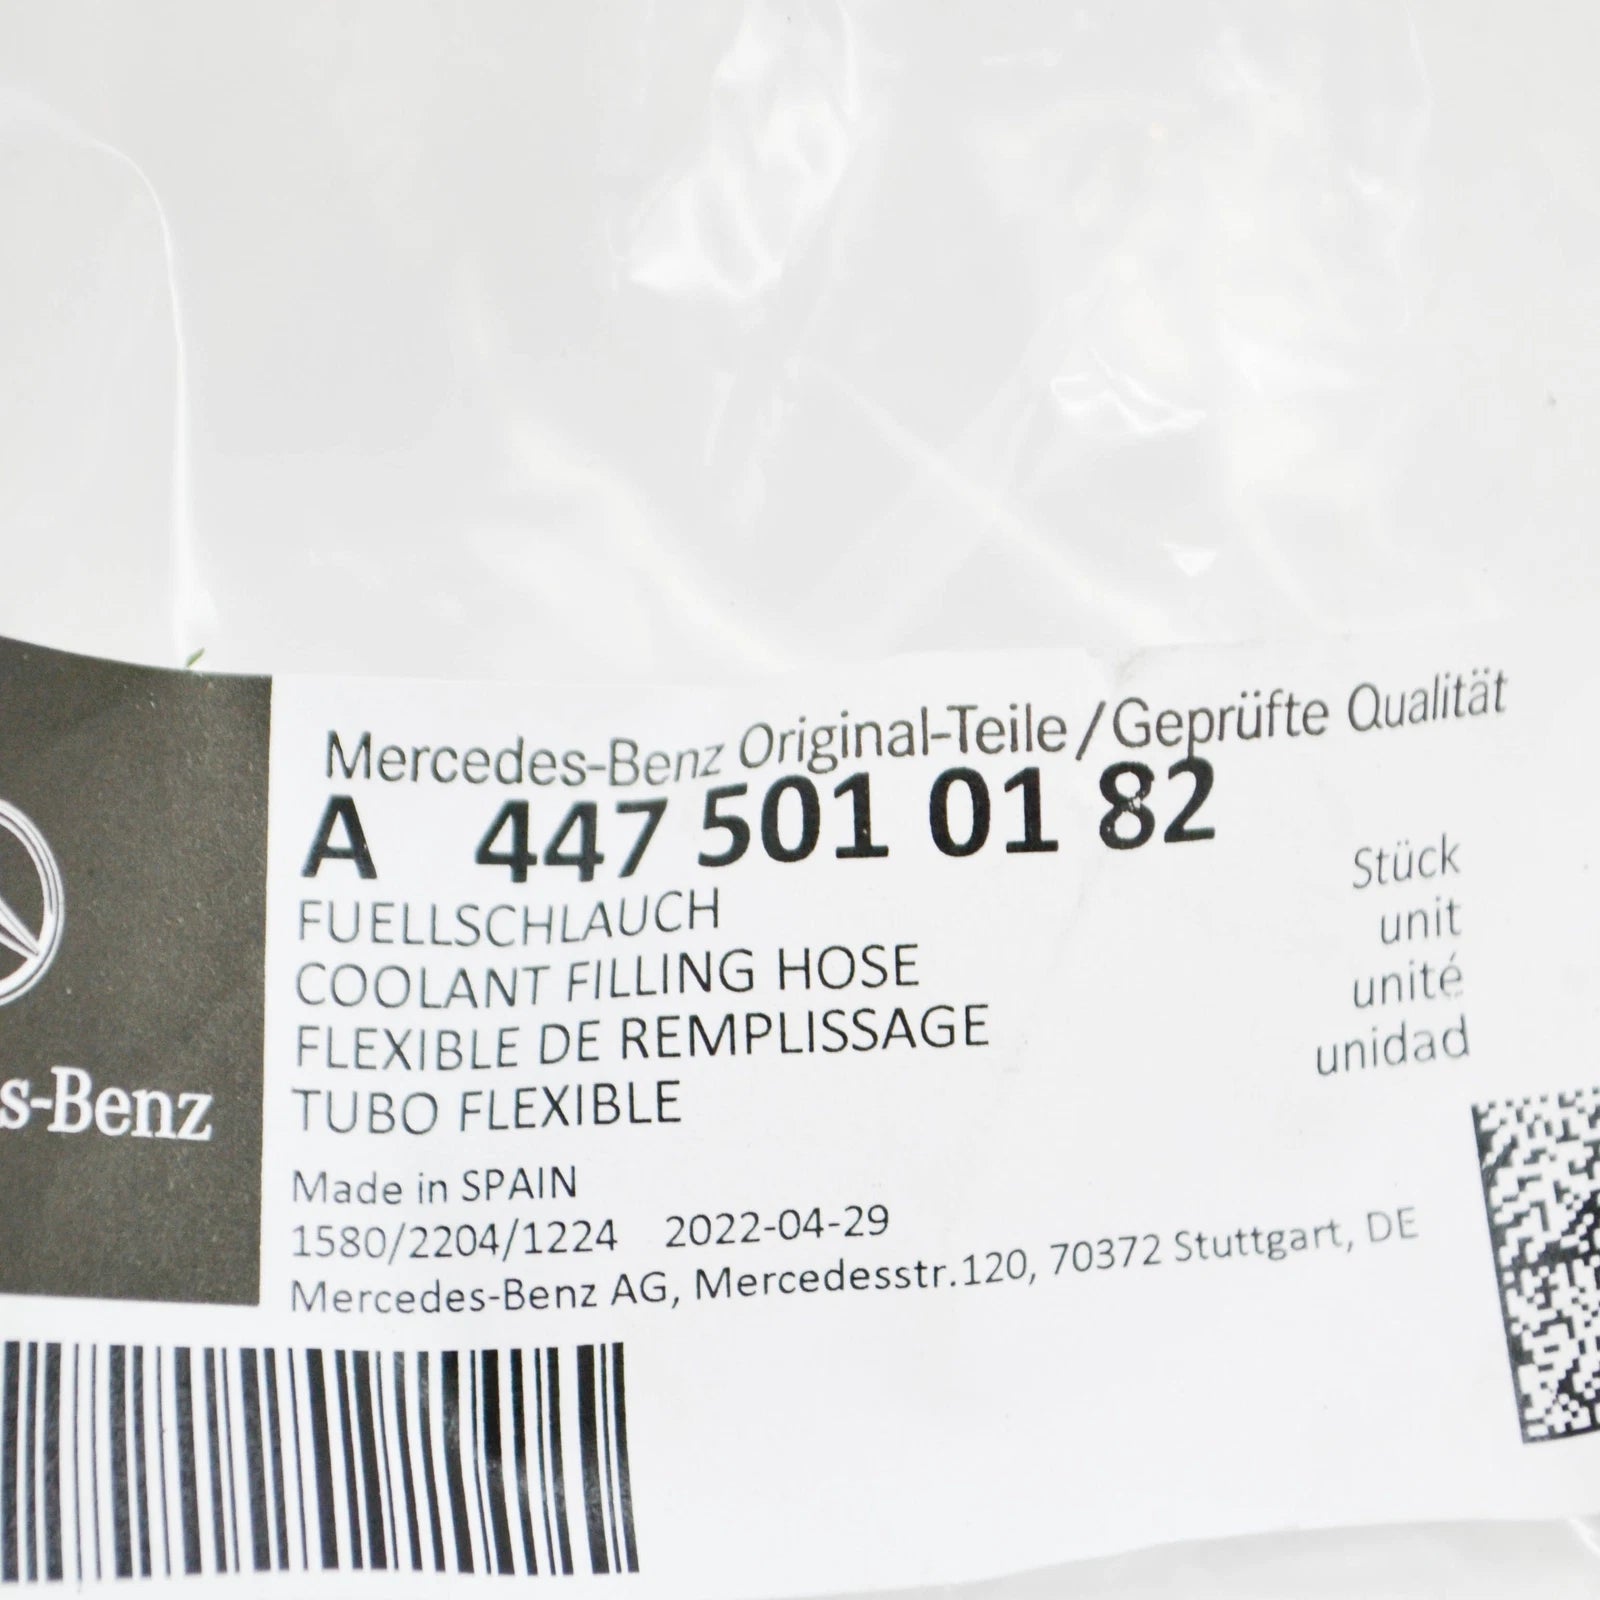 Mercedes-Benz Original-Teile/Geprüfte Qualität
A 447 501 01 82
FUELLSCHLAUCH
COOLANT FILLING HOSE
FLEXIBLE DE REMPLISSAGE
TUBO FLEXIBLE
Stück
unit
unité
unidad
s-Benz
Made in SPAIN
1580/2204/1224 2022-04-29
Mercedes-Benz AG, Mercedesstr.120, 70372 Stuttgart, DE